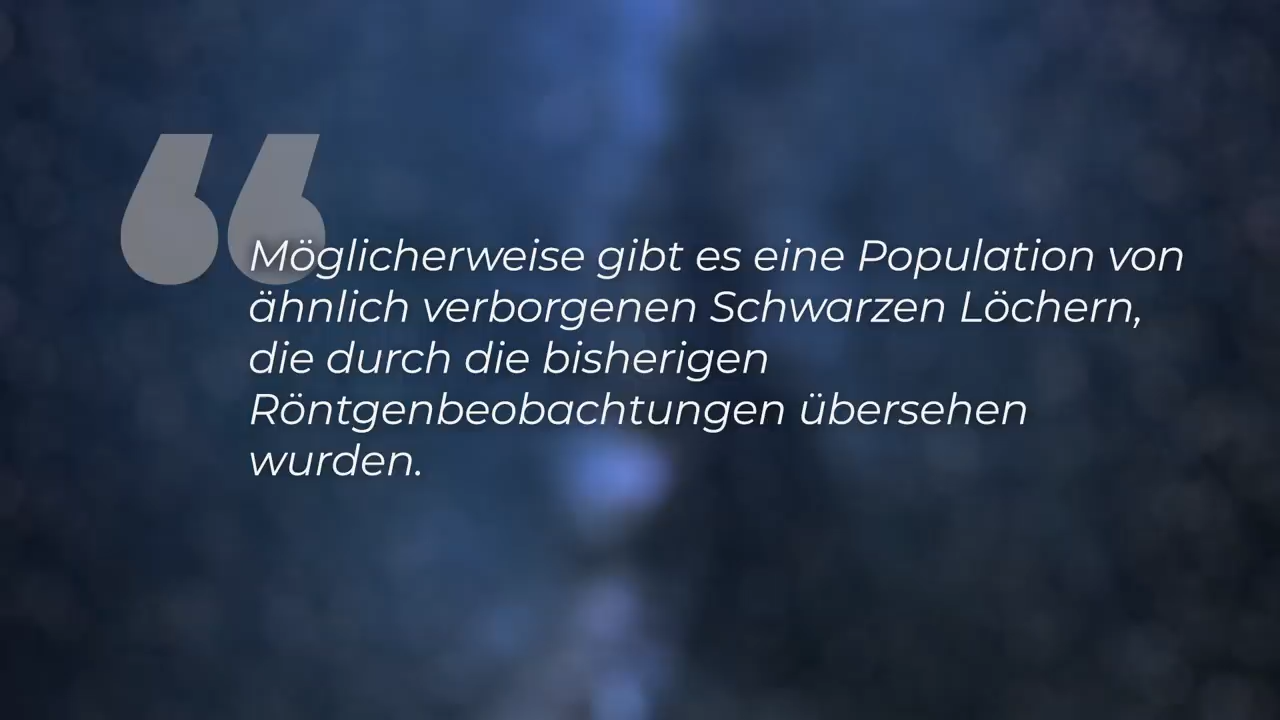 “
Möglicherweise gibt es eine Population von
ähnlich verborgenen Schwarzen Löchern,
die durch die bisherigen
Röntgenbeobachtungen übersehen
wurden.